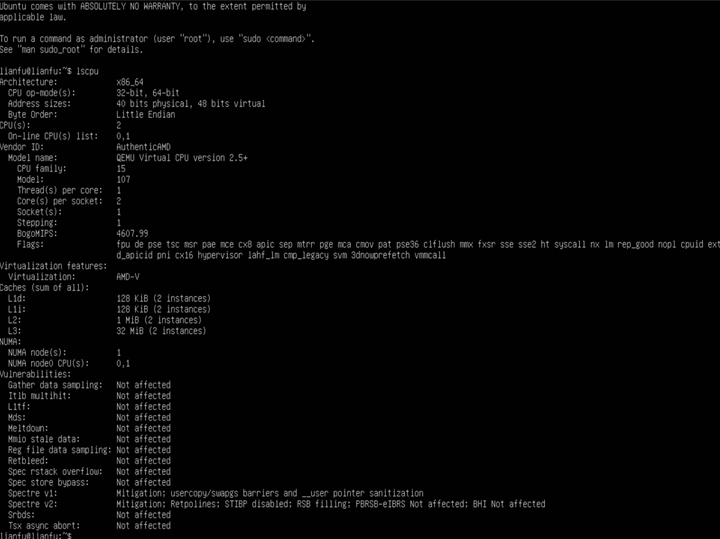 Ubuntu comes with ABSOLUTELY NO WARRANTY, to the extent permitted by
applicable law.
To run a command as administrator (user "root"), use "sudo <command>".
See "man sudo_root" for details.
lianfu@lianfu:~$ lscpu
Architecture: x86_64
CPU op-mode(s): 32-bit, 64-bit
Address sizes: 40 bits physical, 48 bits virtual
Byte Order: Little Endian
CPU(s): 2
On-line CPU(s) list: 0,1
Vendor ID: AuthenticAMD
Model name: QEMU Virtual CPU version 2.5+
CPU family: 15
Model: 107
Thread(s) per core: 1
Core(s) per socket: 2
Socket(s): 1
Stepping: 1
BogoMIPS: 4607.99
Flags: fpu de pse tsc msr pae mce cx8 apic sep mtrr pge mca cmov pat pse36 clflush mmx fxsr sse sse2 ht syscall nx lm rep_good nopl cpuid ext
d_apicid pni cx16 hypervisor lahf_lm cmp_legacy svm 3dnowprefetch vmmcall
Virtualization features:
Virtualization: AMD-V
Caches (sum of all):
L1d: 128 KiB (2 instances)
L1i: 128 KiB (2 instances)
L2: 1 MiB (2 instances)
L3: 32 MiB (2 instances)
NUMA:
NUMA node(s): 1
NUMA node0 CPU(s): 0,1
Vulnerabilities:
Gather data sampling: Not affected
Itlb multihit: Not affected
L1tf: Not affected
Mds: Not affected
Meltdown: Not affected
Mmio stale data: Not affected
Reg file data sampling: Not affected
Retbleed: Not affected
Spec rstack overflow: Not affected
Spec store bypass: Not affected
Spectre v1: Mitigation; usercopy/swapgs barriers and __user pointer sanitization
Spectre v2: Mitigation; Retpolines; STIBP disabled; RSB filling; PBRSB-eIBRS Not affected; BHI Not affected
Srbds: Not affected
Tsx async abort: Not affected
lianfu@lianfu:~$